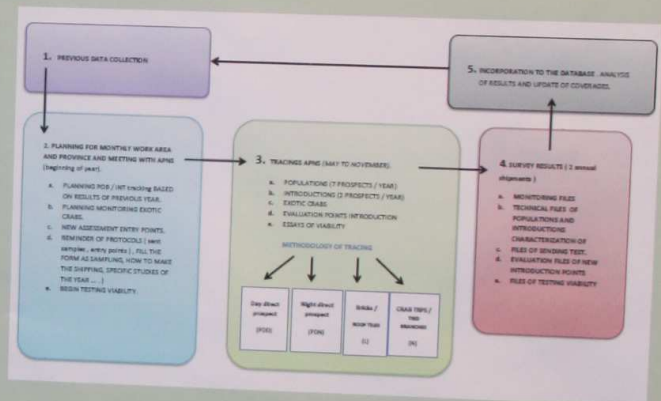 1. PREVIOUS DATA COLLECTION
5. INCORPORATION TO THE DATABASE . ANALYSIS
OF RESULTS AND UPDATE OF COVERAGES.
2. PLANNING FOR MONTHLY WORK AREA
AND PROVINCE AND MEETING WITH APNS
(beginning of year).
a. PLANNING POB / INT tracking BASED
ON RESULTS OF PREVIOUS YEAR.
b. PLANNING MONITORING EXOTIC
CRABS.
c. NEW ASSESSMENT ENTRY POINTS.
d. REMINDER OF PROTOCOLS ( sent
samples , entry points ) , FILL THE
FORM AS SAMPLING, HOW TO MAKE
THE SHIPPING, SPECIFIC STUDIES OF
THE YEAR ... . )
e. BEGIN TESTING VIABILITY.
3. TRACINGS APNS (MAY TO NOVEMBER).
a. POPULATIONS (7 PROSPECTS / YEAR)
b. INTRODUCTIONS (2 PROSPECTS / YEAR)
c. EXOTIC CRABS
d. EVALUATION POINTS INTRODUCTION
e. ESSAYS OF VIABILITY
METHODOLOGY OF TRACING
Day direct
prospect
(POD)
Night direct
prospect
(PON)
HOOP TEER
(L)
CRAB TRPS /
BRANCHES
(N)
4. SURVEY RESULTS ( 2 annual
shipments )
a. MONITORING FILES
b. TECHNICAL FILES OF
POPULATIONS AND
INTRODUCTIONS
CHARACTERIZATION OF
c. FILES OF SENDING TEST.
d. EVALUATION FILES OF NEW
INTRODUCTION POINTS
e. FILES OF TESTING VIABILITY